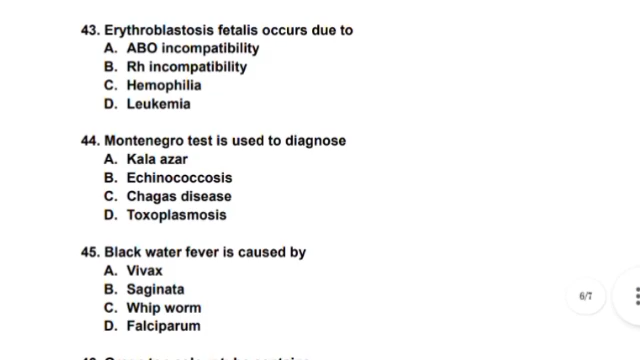 43. Erythroblastosis fetalis occurs due to
A. ABO incompatibility
B. Rh incompatibility
C. Hemophilia
D. Leukemia
44. Montenegro test is used to diagnose
A. Kala azar
B. Echinococcosis
C. Chagas disease
D. Toxoplasmosis
45. Black water fever is caused by
A. Vivax
B. Saginata
C. Whip worm
D. Falciparum
6/7